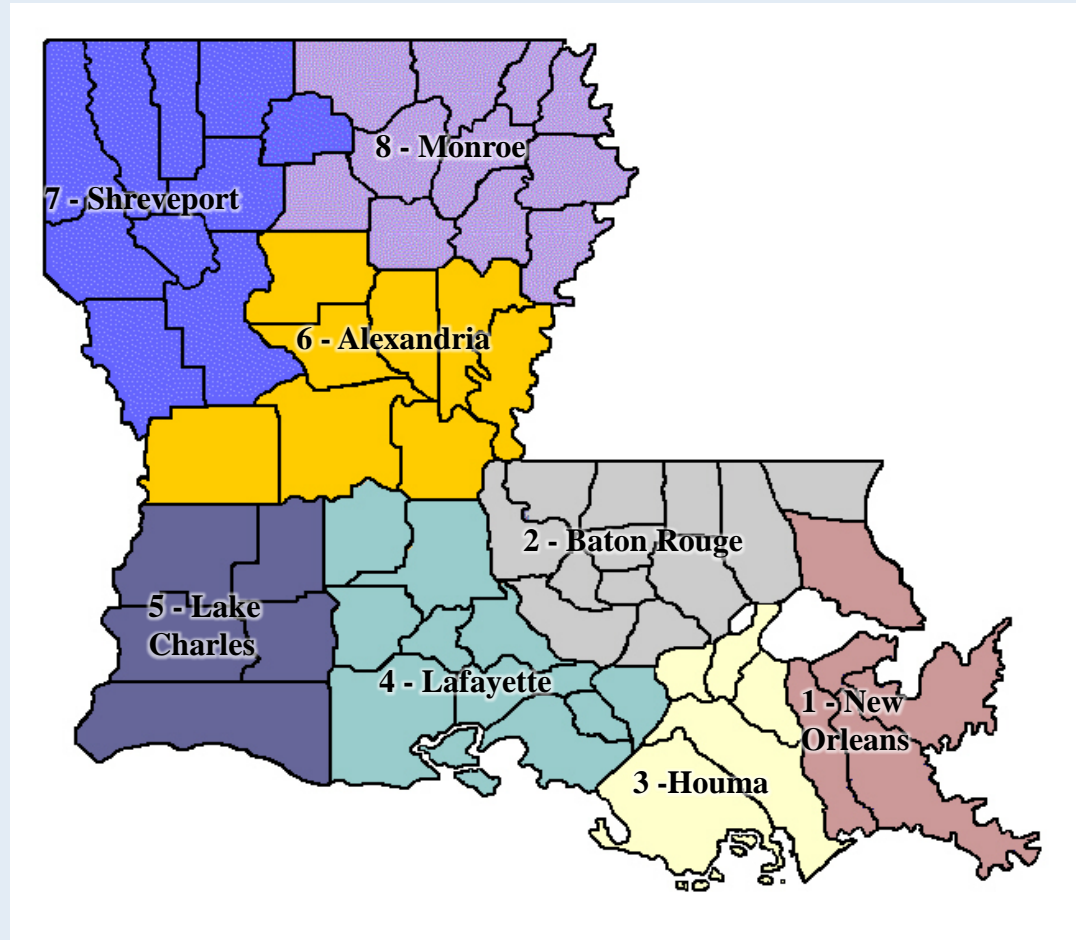 8 - Monroe
7 - Shreveport
6 - Alexandria
2 - Baton Rouge
5 - Lake
Charles
4 - Lafayette
1 - New
Orleans
3 -Houma